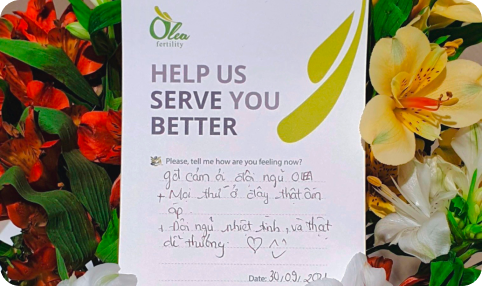 Olea
fertility
HELP US
SERVE YOU
BETTER
Please, tell me how are you feeling now?
gởi cảm ơn đội ngũ OLEA
+ Mọi thứ ở đây thật ấm
áp.
+ Đội ngũ nhiệt tình, và thật
dễ thương ♡ ^^
Date: 30/09/2021